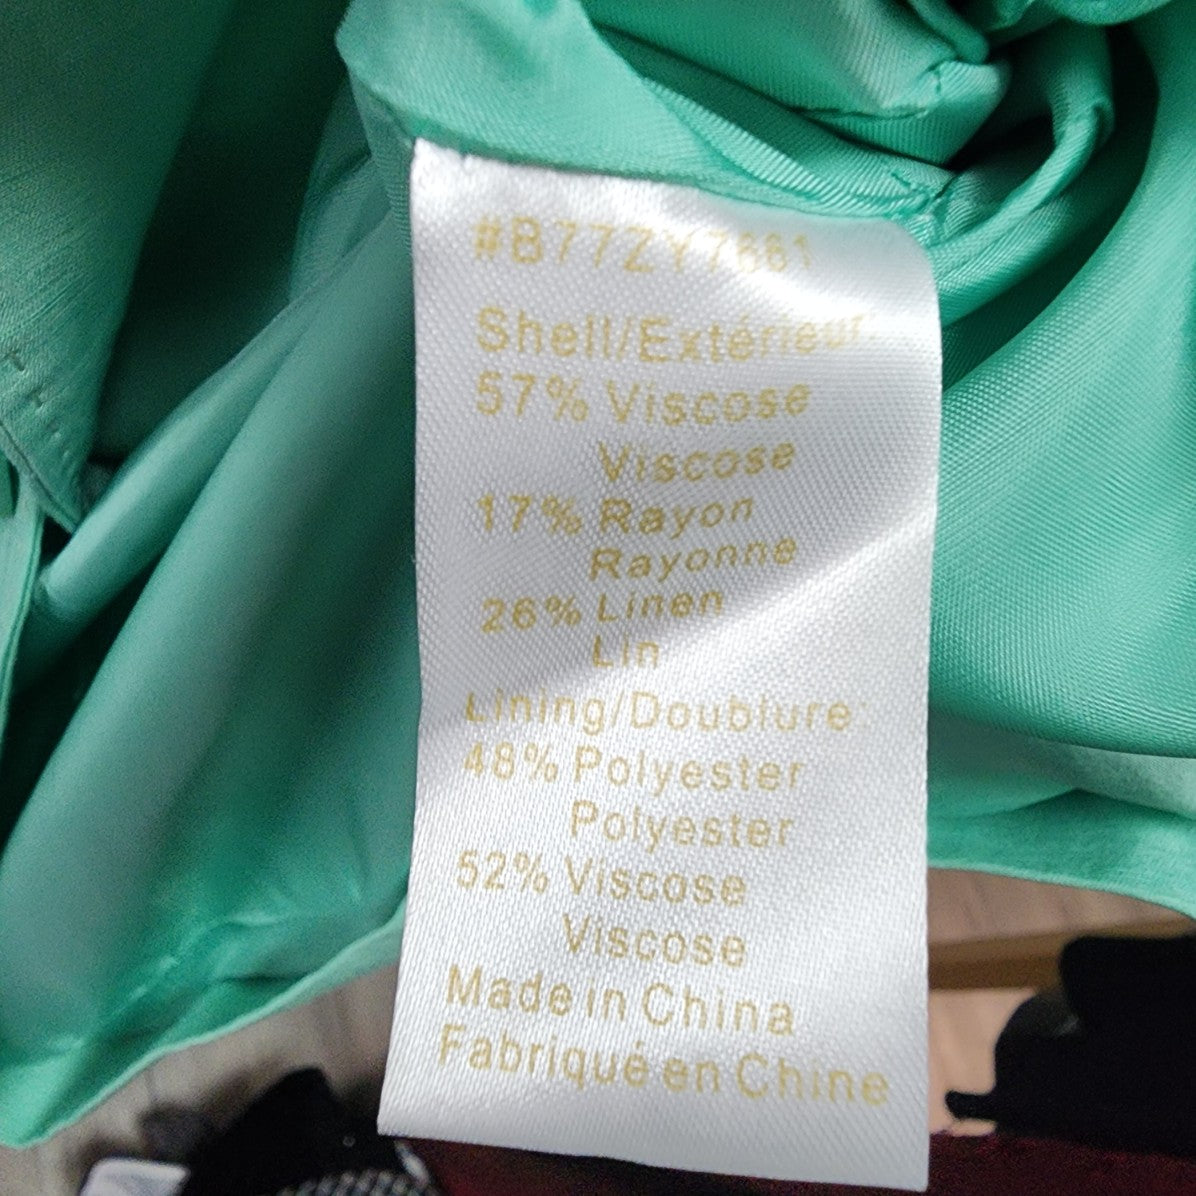 #B77ZY7661
Shell/Extérieur
57% Viscose
Viscose
17% Rayon
Rayonne
26% Linen
Lin
Lining/Doublure:
48% Polyester
Polyester
52% Viscose
Viscose
Made in China
Fabriqué en Chine